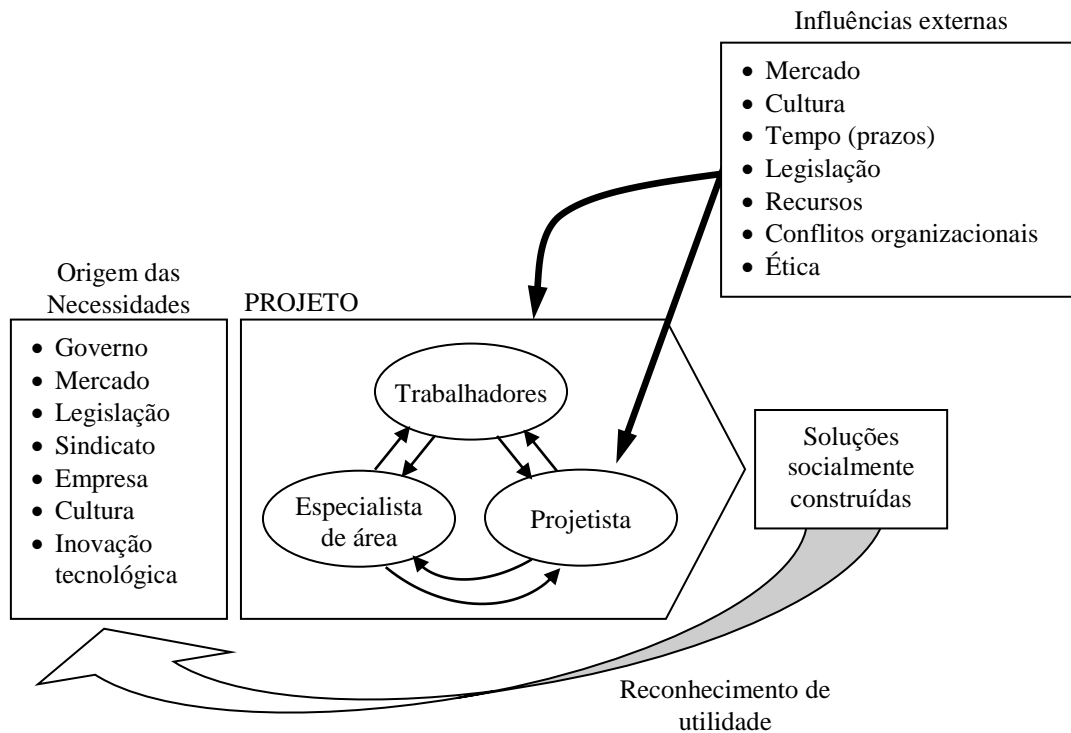 Influências externas
• Mercado
• Cultura
• Tempo (prazos)
• Legislação
• Recursos
• Conflitos organizacionais
• Ética
Origem das
Necessidades
• Governo
• Mercado
• Legislação
• Sindicato
• Empresa
• Cultura
• Inovação
tecnológica
PROJETO
Trabalhadores
Especialista
de área
Projetista
Soluções
socialmente
construídas
Reconhecimento de
utilidade